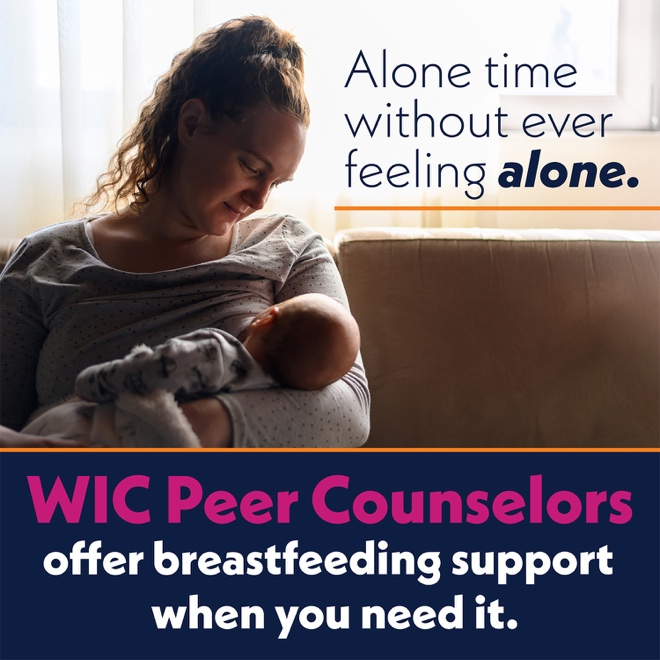 Alone time
without ever
feeling alone.
WIC Peer Counselors
offer breastfeeding support
when you need it.